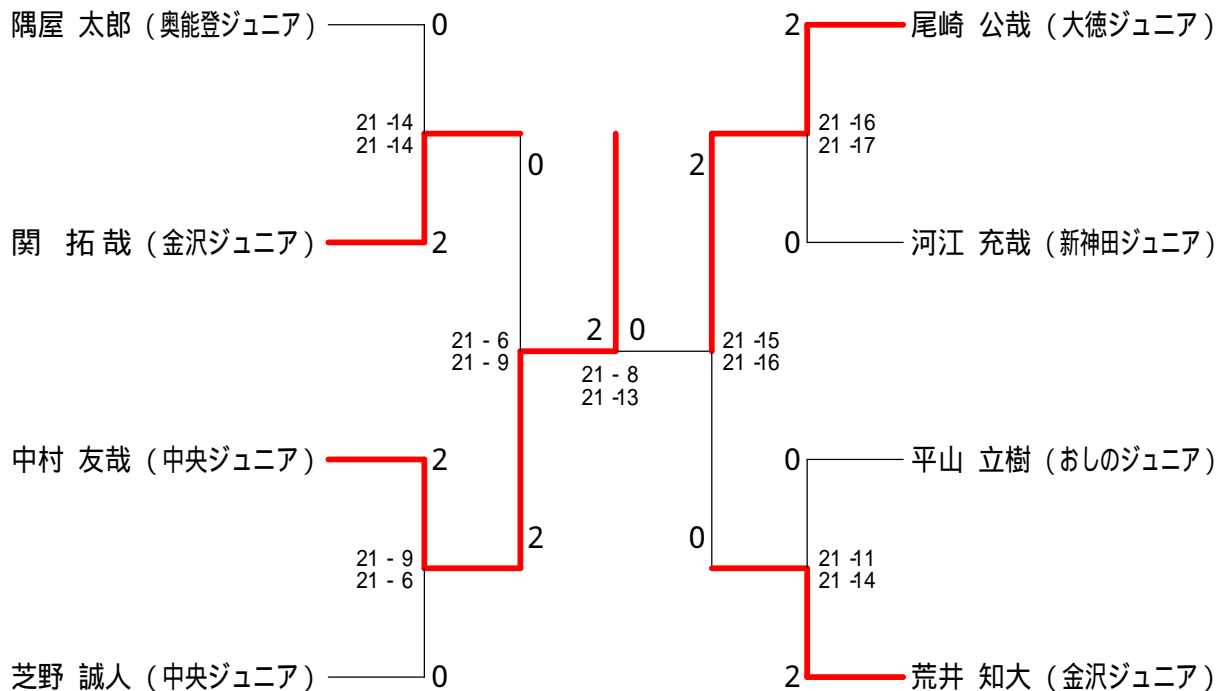 隅屋 太郎 (奥能登ジュニア) 0 2 尾崎 公哉 (大徳ジュニア)
21 -14 21 -16
21 -14 21 -17
0 2
関 拓 哉 (金沢ジュニア) 2 0 河江 充哉 (新神田ジュニア)
21 - 6 2 0 21 -15
21 - 9 21 -16
21 - 8
21 -13
中村 友哉 (中央ジュニア) 2 0 平山 立樹 (おしのジュニア)
2 0
21 - 9 21 -11
21 - 6 21 -14
芝野 誠人 (中央ジュニア) 0 2 荒井 知大 (金沢ジュニア)